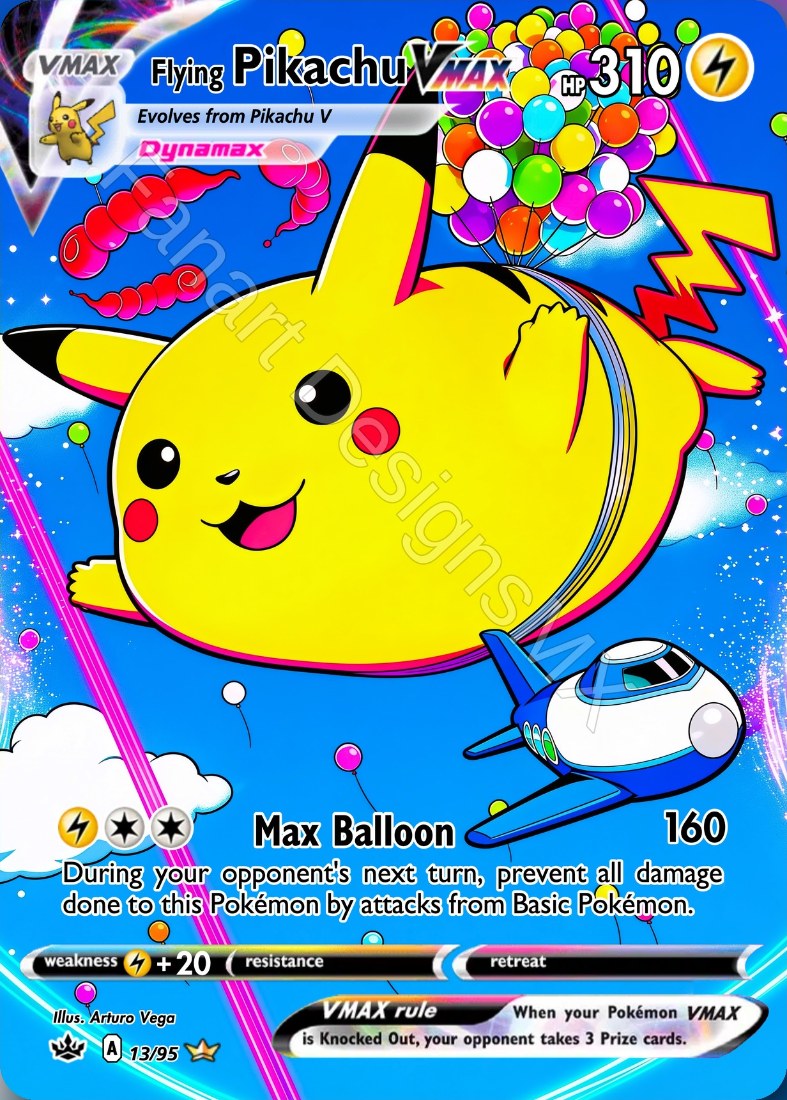 VMAX
Flying Pikachu VMAX HP 310
Evolves from Pikachu V
Dynamax
Fanart DesignsMX
Max Balloon 160
During your opponent's next turn, prevent all damage
done to this Pokémon by attacks from Basic Pokémon.
weakness +20 resistance retreat
Illus. Arturo Vega
VMAX rule When your Pokémon VMAX
is Knocked Out, your opponent takes 3 Prize cards.
A 13/95